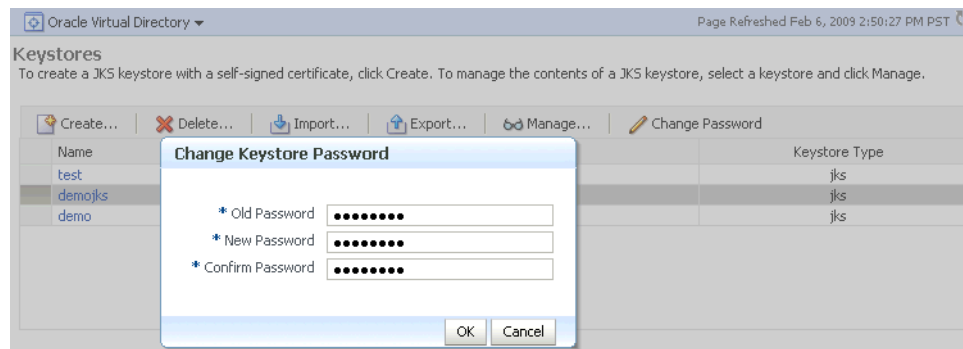 Oracle Virtual Directory Page Refreshed Feb 6, 2009 2:50:27 PM PST
Keystores
To create a JKS keystore with a self-signed certificate, click Create. To manage the contents of a JKS keystore, select a keystore and click Manage.
Create... Delete... Import... Export... Manage... Change Password
Name Keystore Type
test jks
demojks jks
demo jks
Change Keystore Password
* Old Password ●●●●●●●●
* New Password ●●●●●●●●
* Confirm Password ●●●●●●●●
OK Cancel